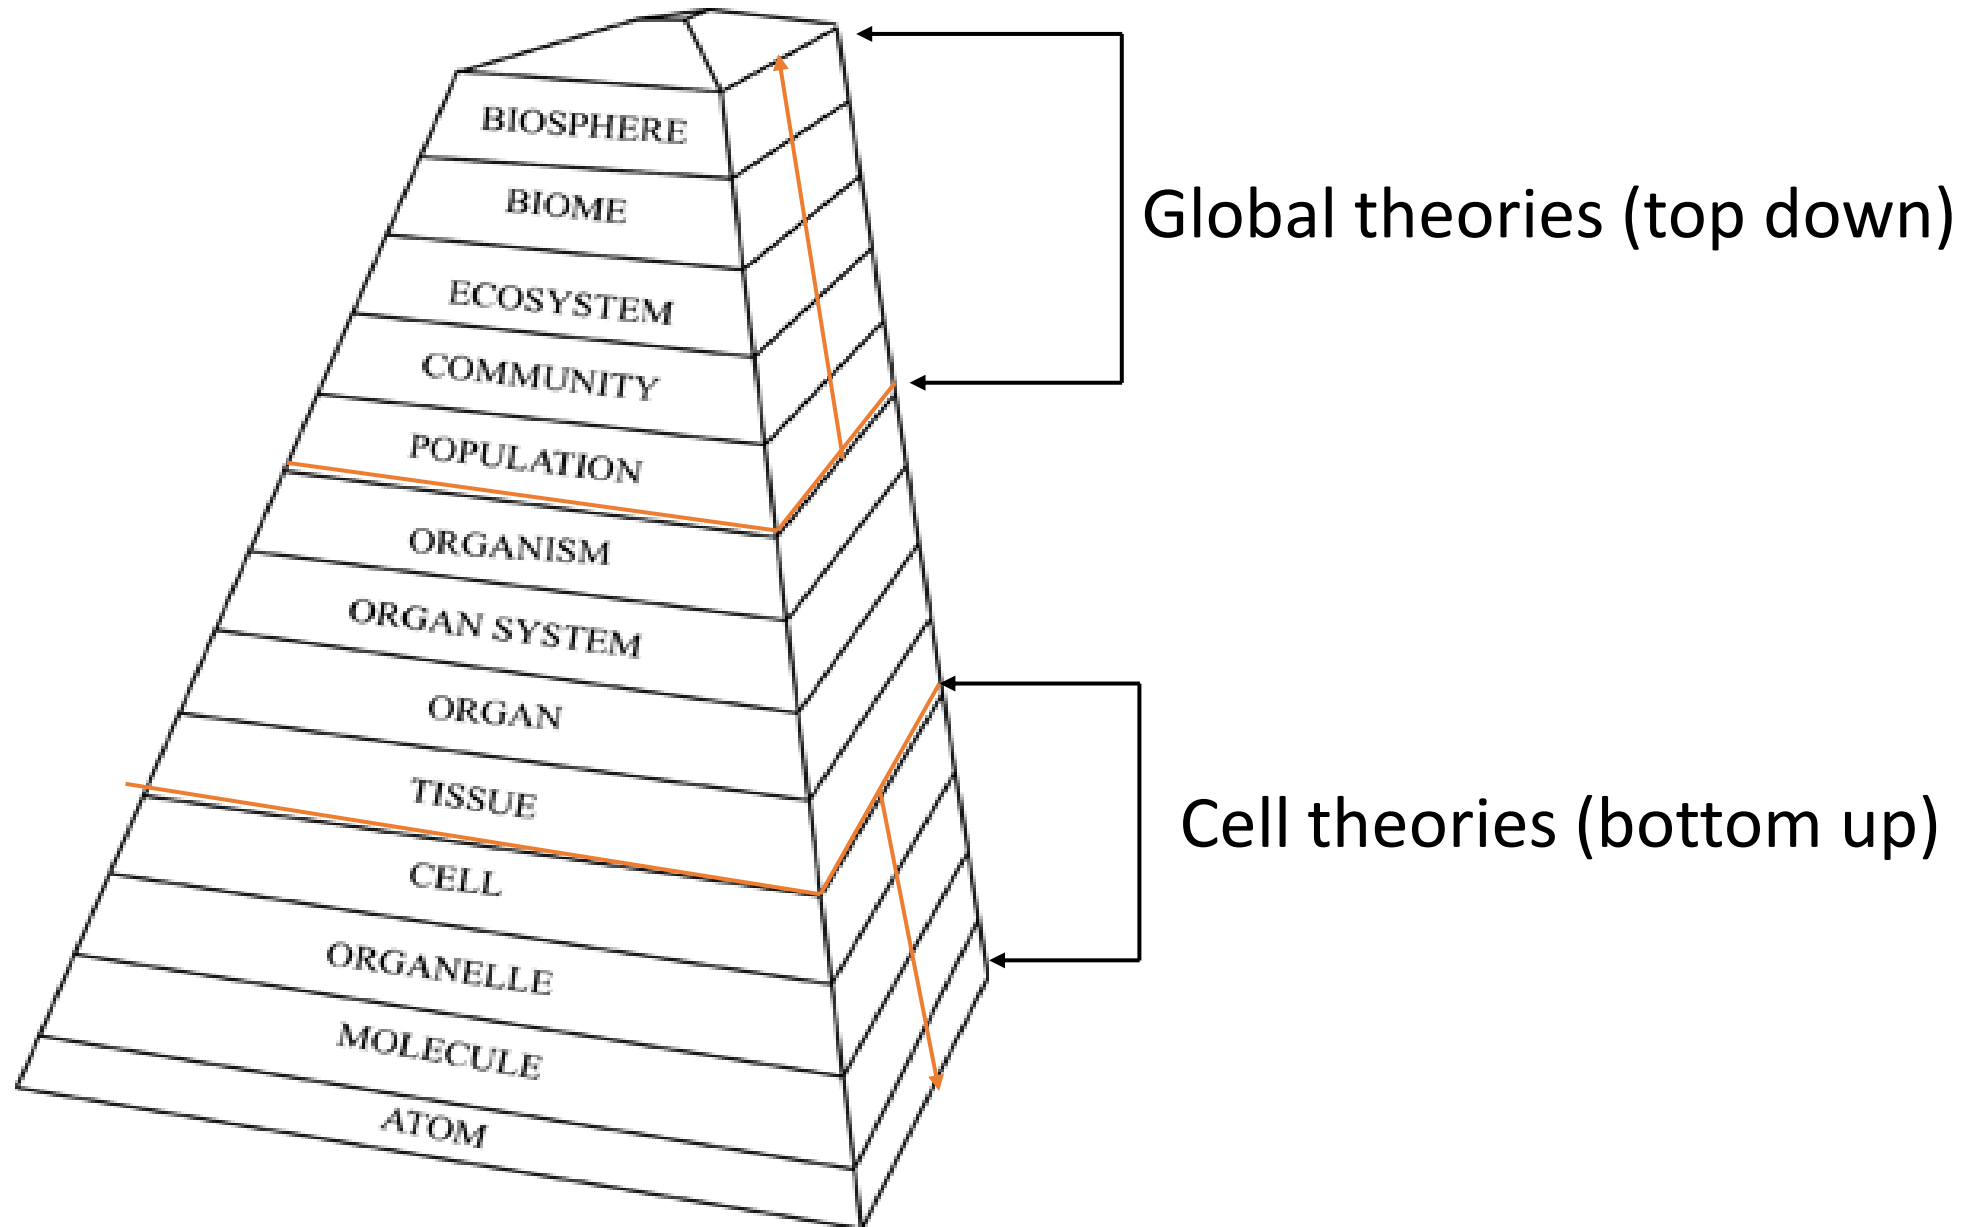 BIOSPHERE
BIOME
Global theories (top down)
ECOSYSTEM
COMMUNITY
POPULATION
ORGANISM
ORGAN SYSTEM
ORGAN
TISSUE
Cell theories (bottom up)
CELL
ORGANELLE
MOLECULE
ATOM